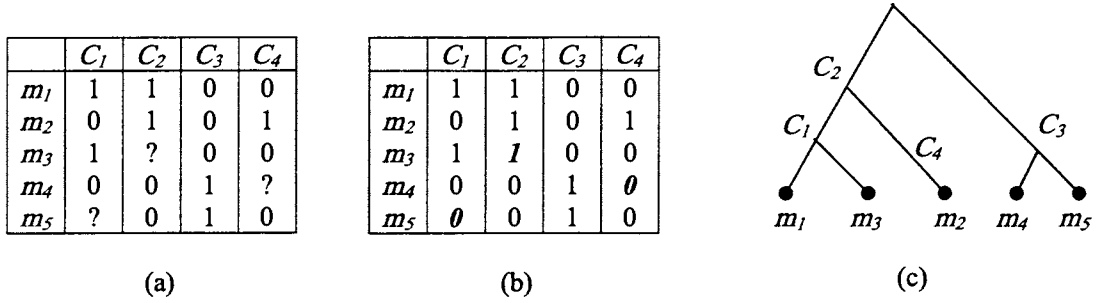 C1 C2 C3 C4
m1 1 1 0 0
m2 0 1 0 1
m3 1 ? 0 0
m4 0 0 1 ?
m5 ? 0 1 0
(a)
C1 C2 C3 C4
m1 1 1 0 0
m2 0 1 0 1
m3 1 1 0 0
m4 0 0 1 0
m5 0 0 1 0
(b)
C2
C1
C4
C3
m1 m3 m2 m4 m5
(c)